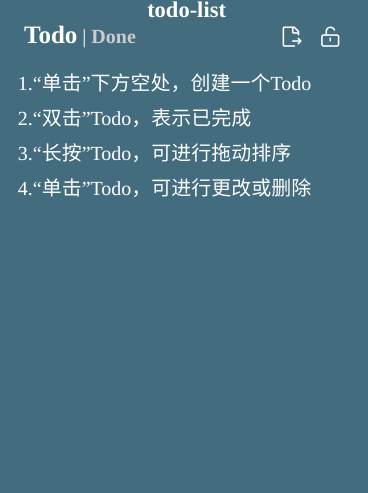 todo-list
Todo | Done
1.“单击”下方空处，创建一个Todo
2.“双击”Todo，表示已完成
3.“长按”Todo，可进行拖动排序
4.“单击”Todo，可进行更改或删除